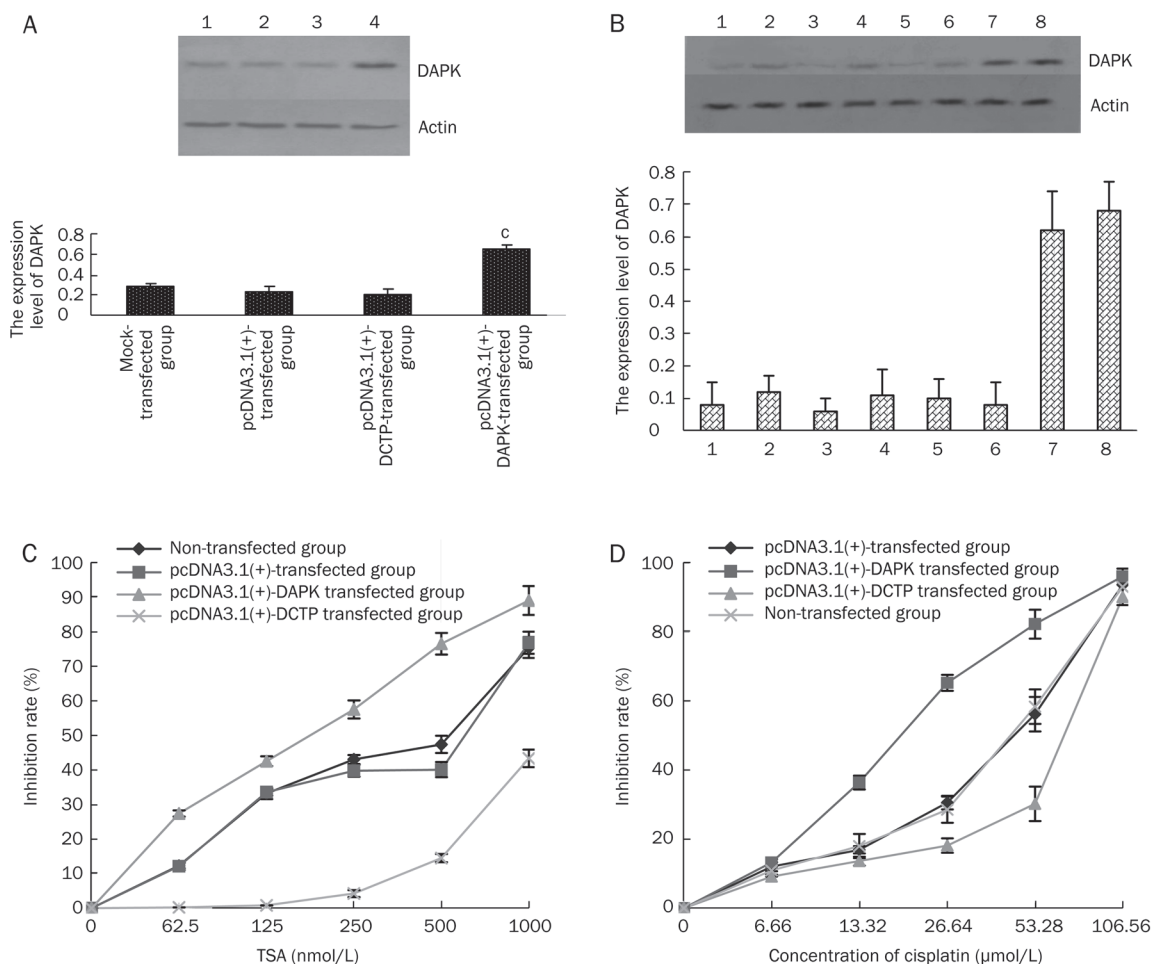 A
1 2 3 4
DAPK
Actin
The expression
level of DAPK
0.8
0.6
0.4
0.2
0
c
Mock-
transfected
group
pcDNA3.1(+)-
transfected
group
pcDNA3.1(+)-
DCTP-transfected
group
pcDNA3.1(+)-
DAPK-transfected
group
B
1 2 3 4 5 6 7 8
DAPK
Actin
The expression level of DAPK
0.8
0.7
0.6
0.5
0.4
0.3
0.2
0.1
0
1 2 3 4 5 6 7 8
C
Non-transfected group
pcDNA3.1(+)-transfected group
pcDNA3.1(+)-DAPK transfected group
pcDNA3.1(+)-DCTP transfected group
Inhibition rate (%)
100
90
80
70
60
50
40
30
20
10
0
0 62.5 125 250 500 1000
TSA (nmol/L)
D
pcDNA3.1(+)-transfected group
pcDNA3.1(+)-DAPK transfected group
pcDNA3.1(+)-DCTP transfected group
Non-transfected group
Inhibition rate (%)
100
80
60
40
20
0
0 6.66 13.32 26.64 53.28 106.56
Concentration of cisplatin (μmol/L)